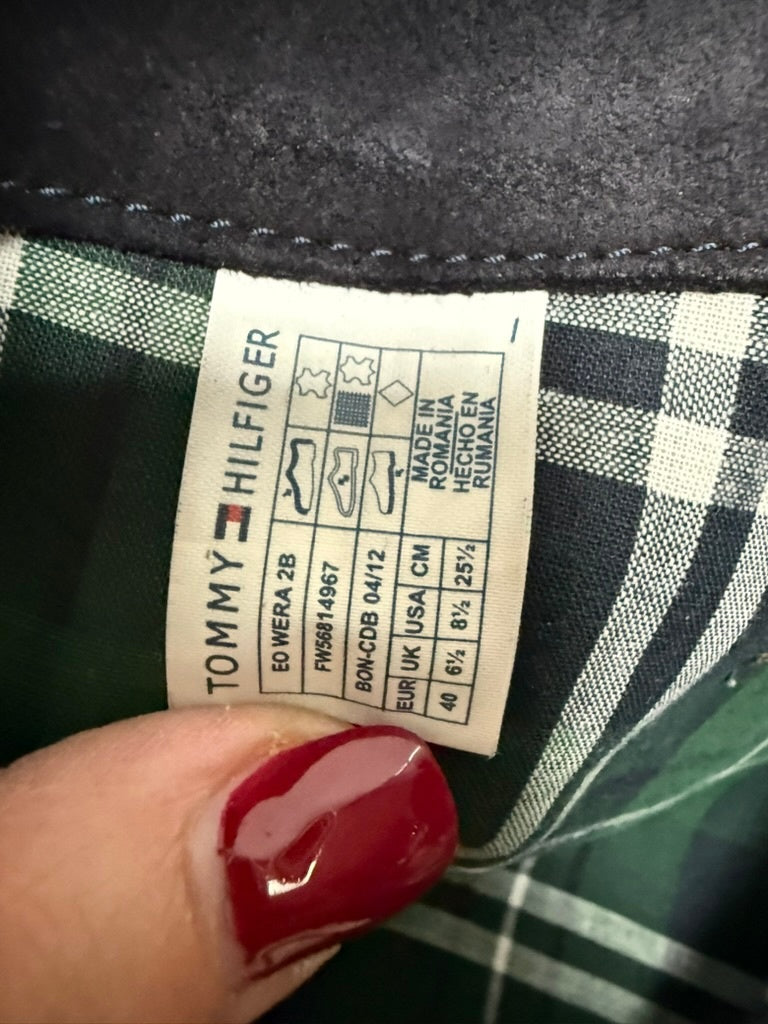 TOMMY HILFIGER
EO WERA 2B
FW56814967
BON-CDB 04/12
MADE IN
ROMANIA
HECHO EN
RUMANIA
EUR UK USA CM
40 6½ 8½ 25½